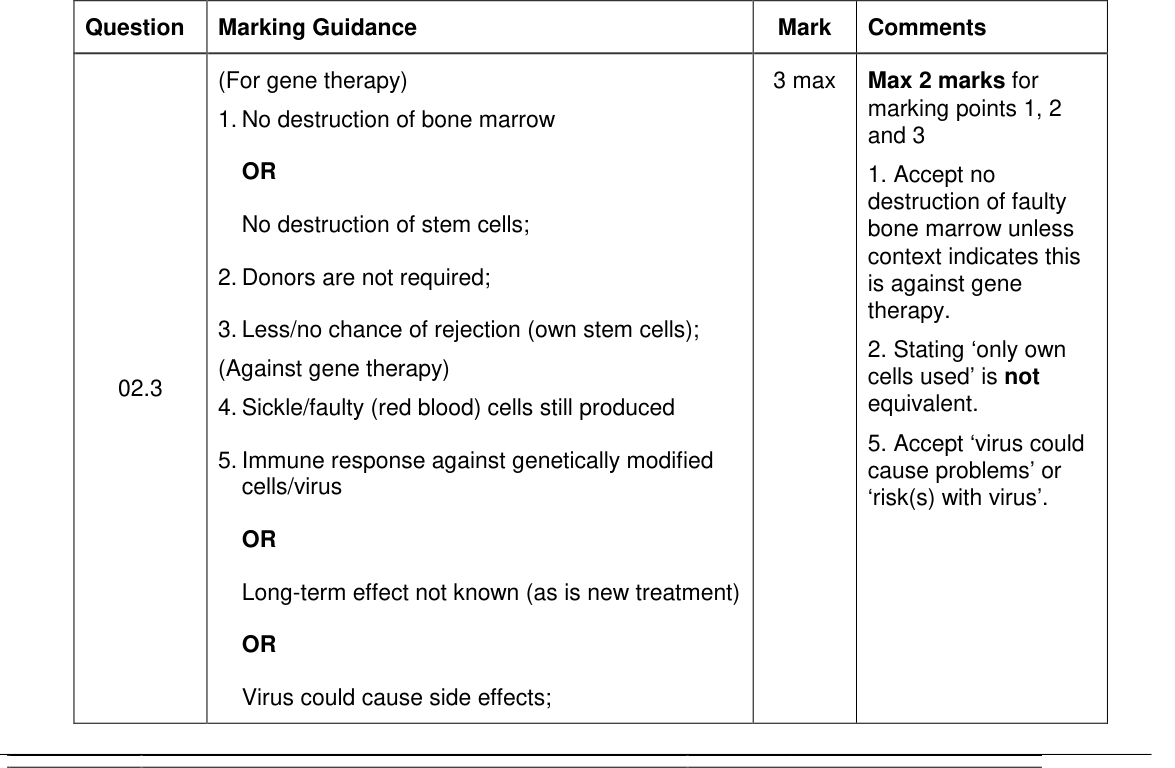 Question Marking Guidance Mark Comments
02.3
(For gene therapy)
1. No destruction of bone marrow
OR
No destruction of stem cells;
2. Donors are not required;
3. Less/no chance of rejection (own stem cells);
(Against gene therapy)
4. Sickle/faulty (red blood) cells still produced
5. Immune response against genetically modified
cells/virus
OR
Long-term effect not known (as is new treatment)
OR
Virus could cause side effects;
3 max
Max 2 marks for
marking points 1, 2
and 3
1. Accept no
destruction of faulty
bone marrow unless
context indicates this
is against gene
therapy.
2. Stating ‘only own
cells used’ is not
equivalent.
5. Accept ‘virus could
cause problems’ or
‘risk(s) with virus’.